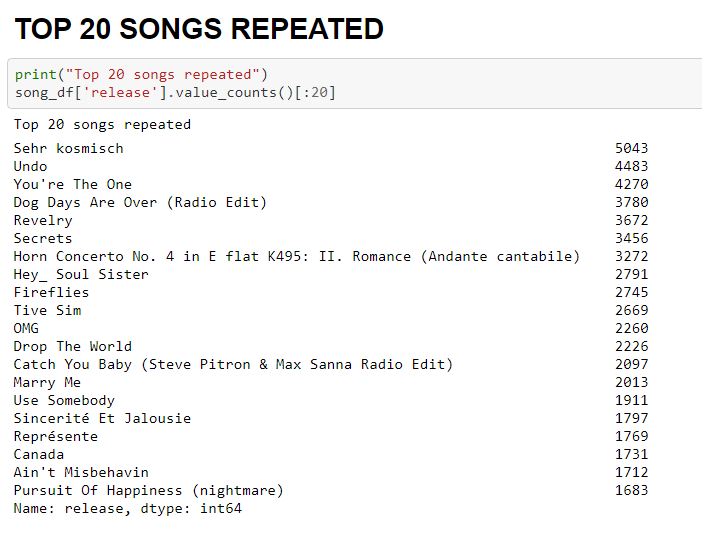 TOP 20 SONGS REPEATED
print("Top 20 songs repeated")
song_df['release'].value_counts()[:20]
Top 20 songs repeated
Sehr kosmisch 5043
Undo 4483
You're The One 4270
Dog Days Are Over (Radio Edit) 3780
Revelry 3672
Secrets 3456
Horn Concerto No. 4 in E flat K495: II. Romance (Andante cantabile) 3272
Hey_ Soul Sister 2791
Fireflies 2745
Tive Sim 2669
OMG 2260
Drop The World 2226
Catch You Baby (Steve Pitron & Max Sanna Radio Edit) 2097
Marry Me 2013
Use Somebody 1911
Sincerité Et Jalousie 1797
Représente 1769
Canada 1731
Ain't Misbehavin 1712
Pursuit Of Happiness (nightmare) 1683
Name: release, dtype: int64